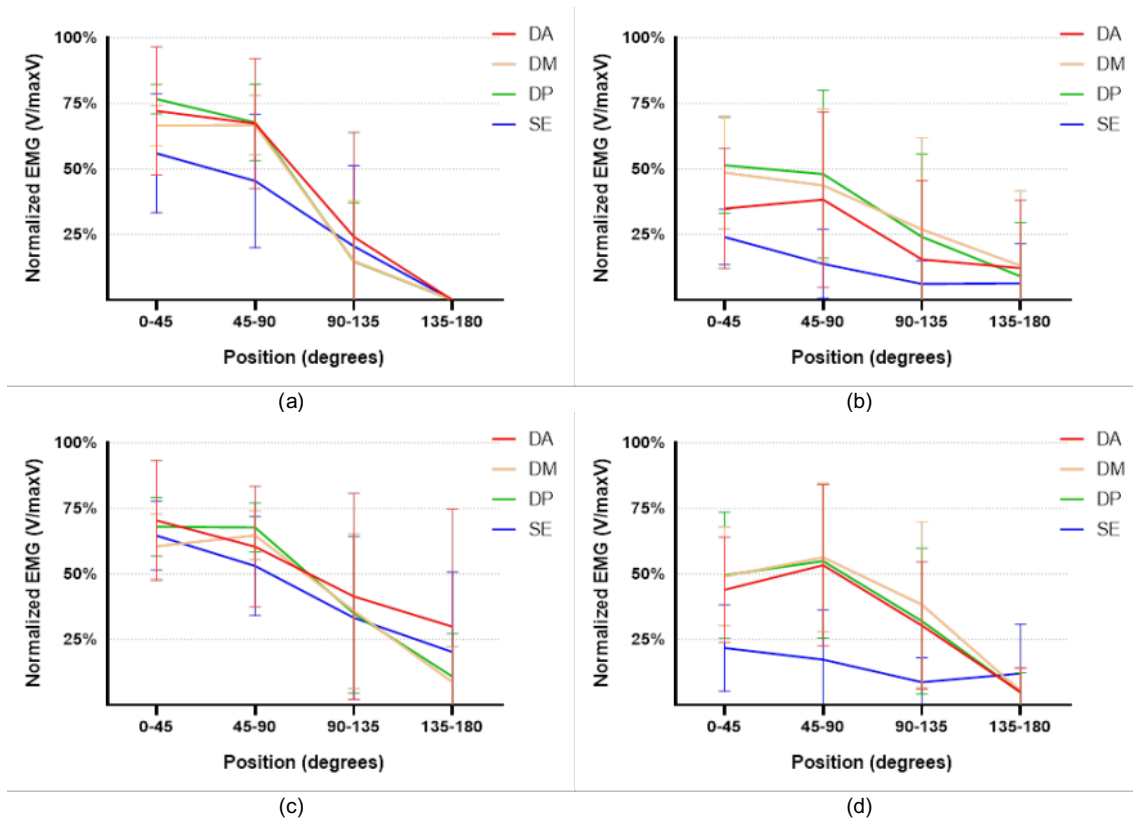 100%
75%
50%
25%
Normalized EMG (V/maxV)
0-45
45-90
90-135
135-180
Position (degrees)
DA
DM
DP
SE
(a)
100%
75%
50%
25%
Normalized EMG (V/maxV)
0-45
45-90
90-135
135-180
Position (degrees)
DA
DM
DP
SE
(b)
100%
75%
50%
25%
Normalized EMG (V/maxV)
0-45
45-90
90-135
135-180
Position (degrees)
DA
DM
DP
SE
(c)
100%
75%
50%
25%
Normalized EMG (V/maxV)
0-45
45-90
90-135
135-180
Position (degrees)
DA
DM
DP
SE
(d)